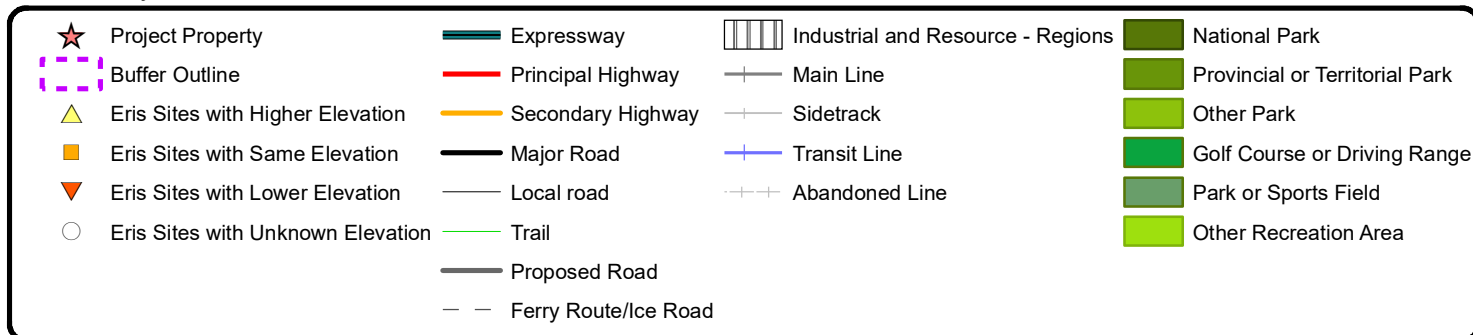 Project Property
Buffer Outline
Eris Sites with Higher Elevation
Eris Sites with Same Elevation
Eris Sites with Lower Elevation
Eris Sites with Unknown Elevation
Expressway
Principal Highway
Secondary Highway
Major Road
Local road
Trail
Proposed Road
Ferry Route/Ice Road
Industrial and Resource - Regions
Main Line
Sidetrack
Transit Line
Abandoned Line
National Park
Provincial or Territorial Park
Other Park
Golf Course or Driving Range
Park or Sports Field
Other Recreation Area